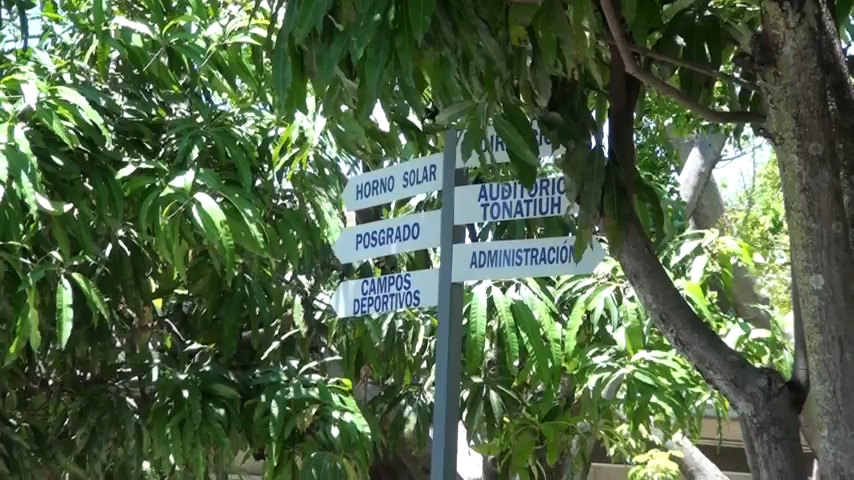 HORNO SOLAR
POSGRADO
CAMPOS
DEPORTIVOS
AUDITORIO
TONATIUH
ADMINISTRACIÓN